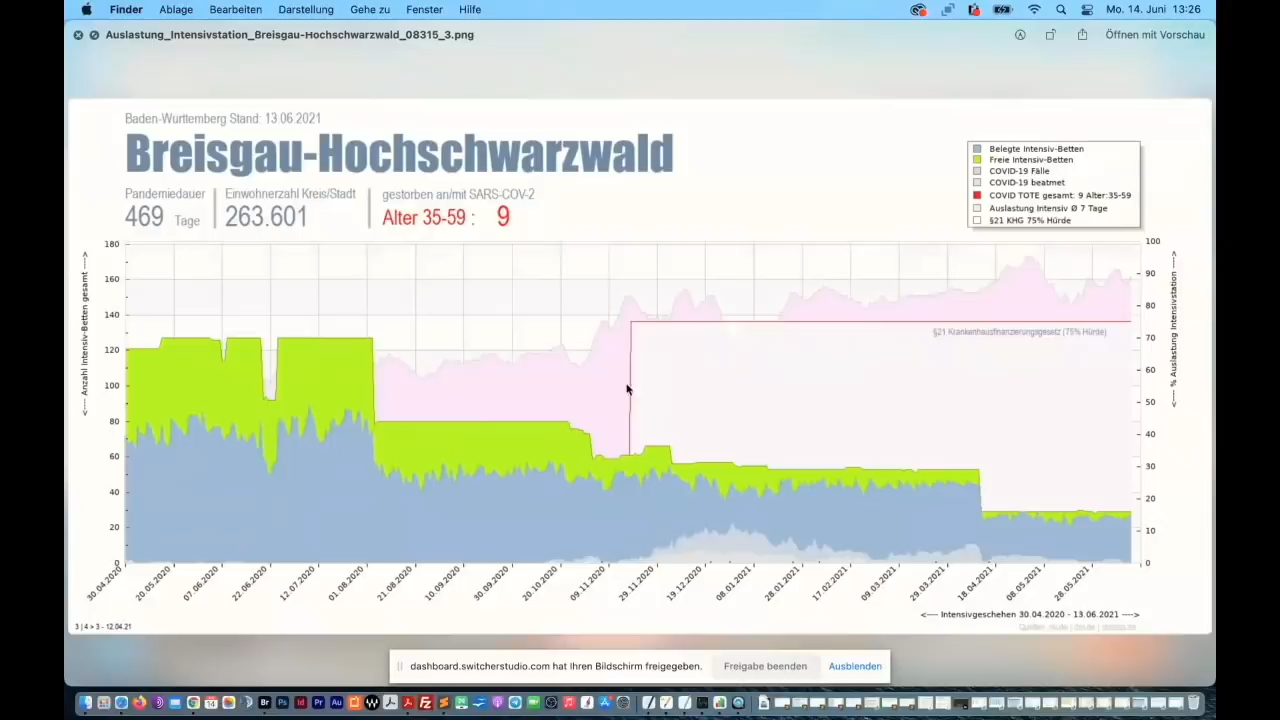 Finder Ablage Bearbeiten Darstellung Gehe zu Fenster Hilfe Mo. 14. Juni 13:26
Auslastung_Intensivstation_Breisgau-Hochschwarzwald_08315_3.png Öffnen mit Vorschau
Baden-Württemberg Stand: 13.06.2021
Breisgau-Hochschwarzwald
Pandemiedauer Einwohnerzahl Kreis/Stadt gestorben an/mit SARS-COV-2
469 Tage 263.601 Alter 35-59 : 9
Belegte Intensiv-Betten
Freie Intensiv-Betten
COVID-19 Fälle
COVID-19 beatmet
COVID TOTE gesamt: 9 Alter:35-59
Auslastung Intensiv Ø 7 Tage
§21 KHG 75% Hürde
<---- Anzahl Intensiv-Betten gesamt ---->
180
160
140
120
100
80
60
40
20
0
100
90
80
70
60
50
40
30
20
10
0
<---- % Auslastung Intensivstation ---->
§21 Krankenhausfinanzierungsgesetz (75% Hürde)
30.04.2020 20.05.2020 07.06.2020 22.06.2020 12.07.2020 01.08.2020 21.08.2020 10.09.2020 30.09.2020 20.10.2020 09.11.2020 29.11.2020 19.12.2020 08.01.2021 28.01.2021 17.02.2021 09.03.2021 29.03.2021 18.04.2021 08.05.2021 28.05.2021
<---- Intensivgeschehen 30.04.2020 - 13.06.2021 ---->
3 | 4 > 3 - 12.04.21
dashboard.switcherstudio.com hat Ihren Bildschirm freigegeben. Freigabe beenden Ausblenden
Br Ps Id Pr Au